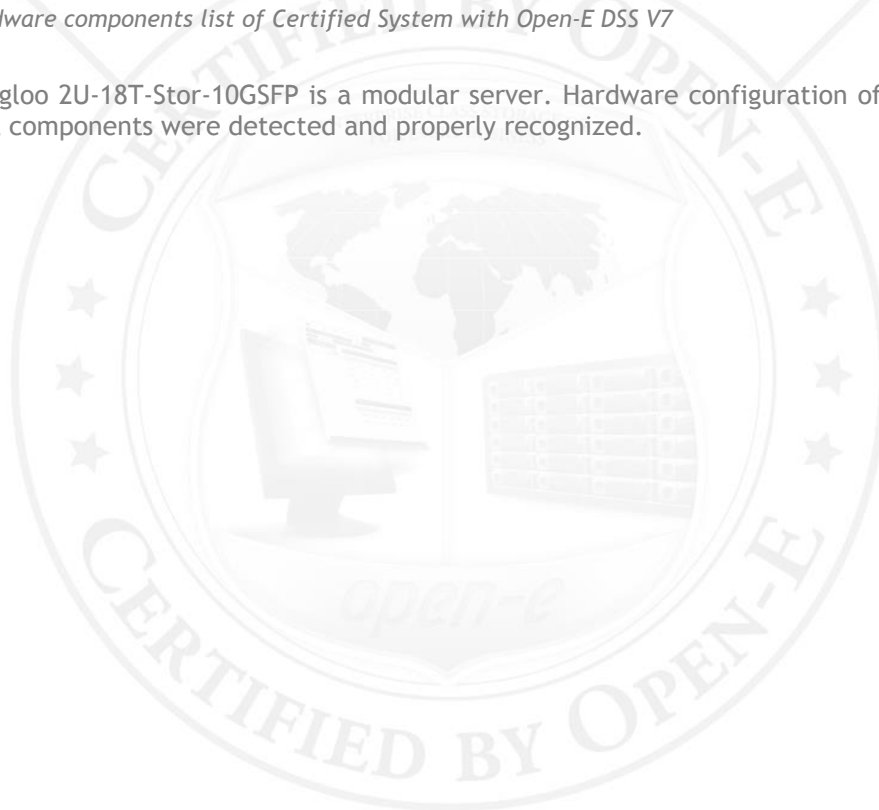 dware components list of Certified System with Open-E DSS V7
gloo 2U-18T-Stor-10GSFP is a modular server. Hardware configuration of
components were detected and properly recognized.
CERTIFIED BY OPEN-E
open-e
CERTIFIED BY OPEN-E